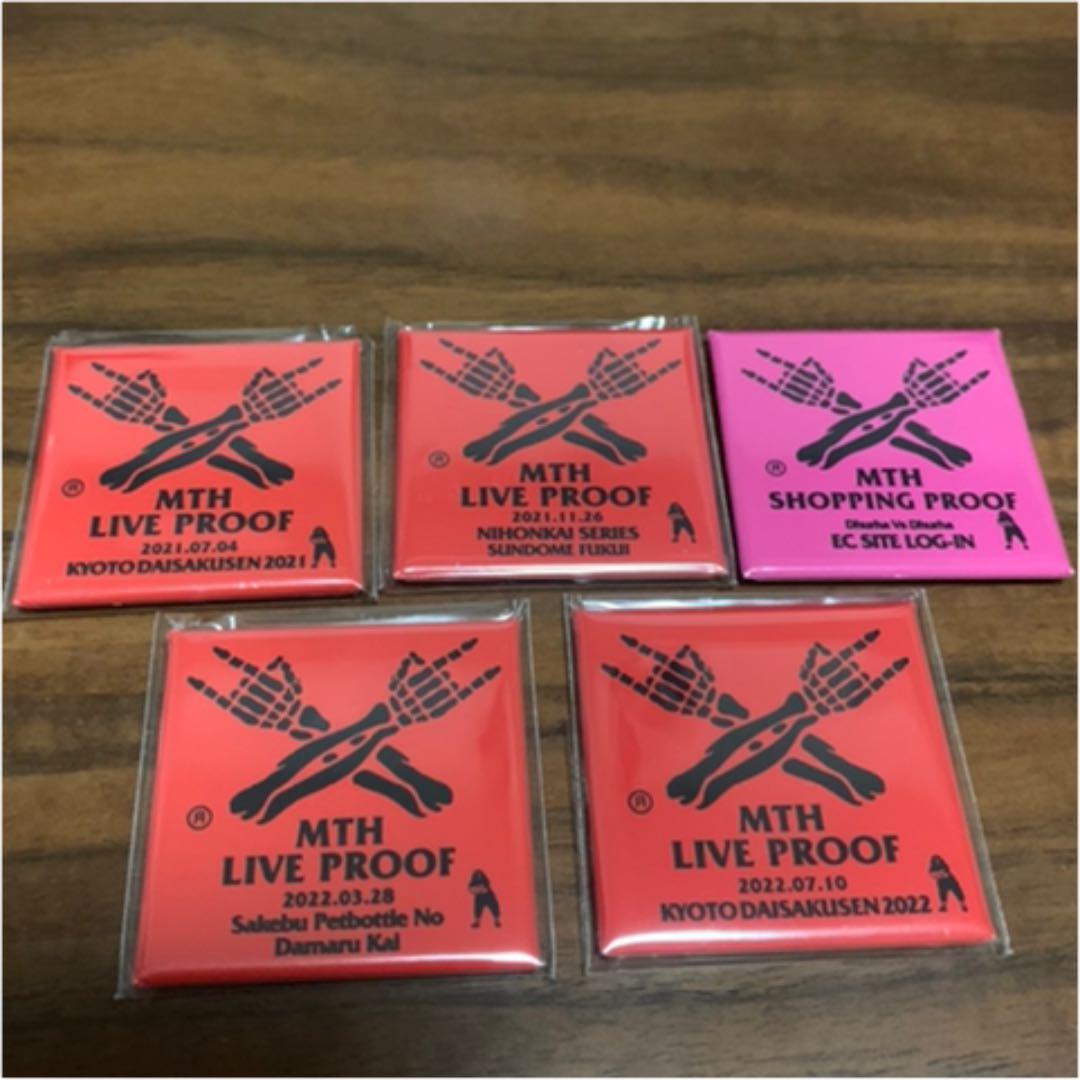 ®
MTH
LIVE PROOF
2021.07.04
KYOTO DAISAKUSEN 2021
®
MTH
LIVE PROOF
2021.11.26
NIHONKAI SERIES
SUNDOME FUKUI
®
MTH
SHOPPING PROOF
Dhurha Vs Dhurha
EC SITE LOG-IN
®
MTH
LIVE PROOF
2022.03.28
Sakebu Petbottle No
Damaru Kai
®
MTH
LIVE PROOF
2022.07.10
KYOTO DAISAKUSEN 2022